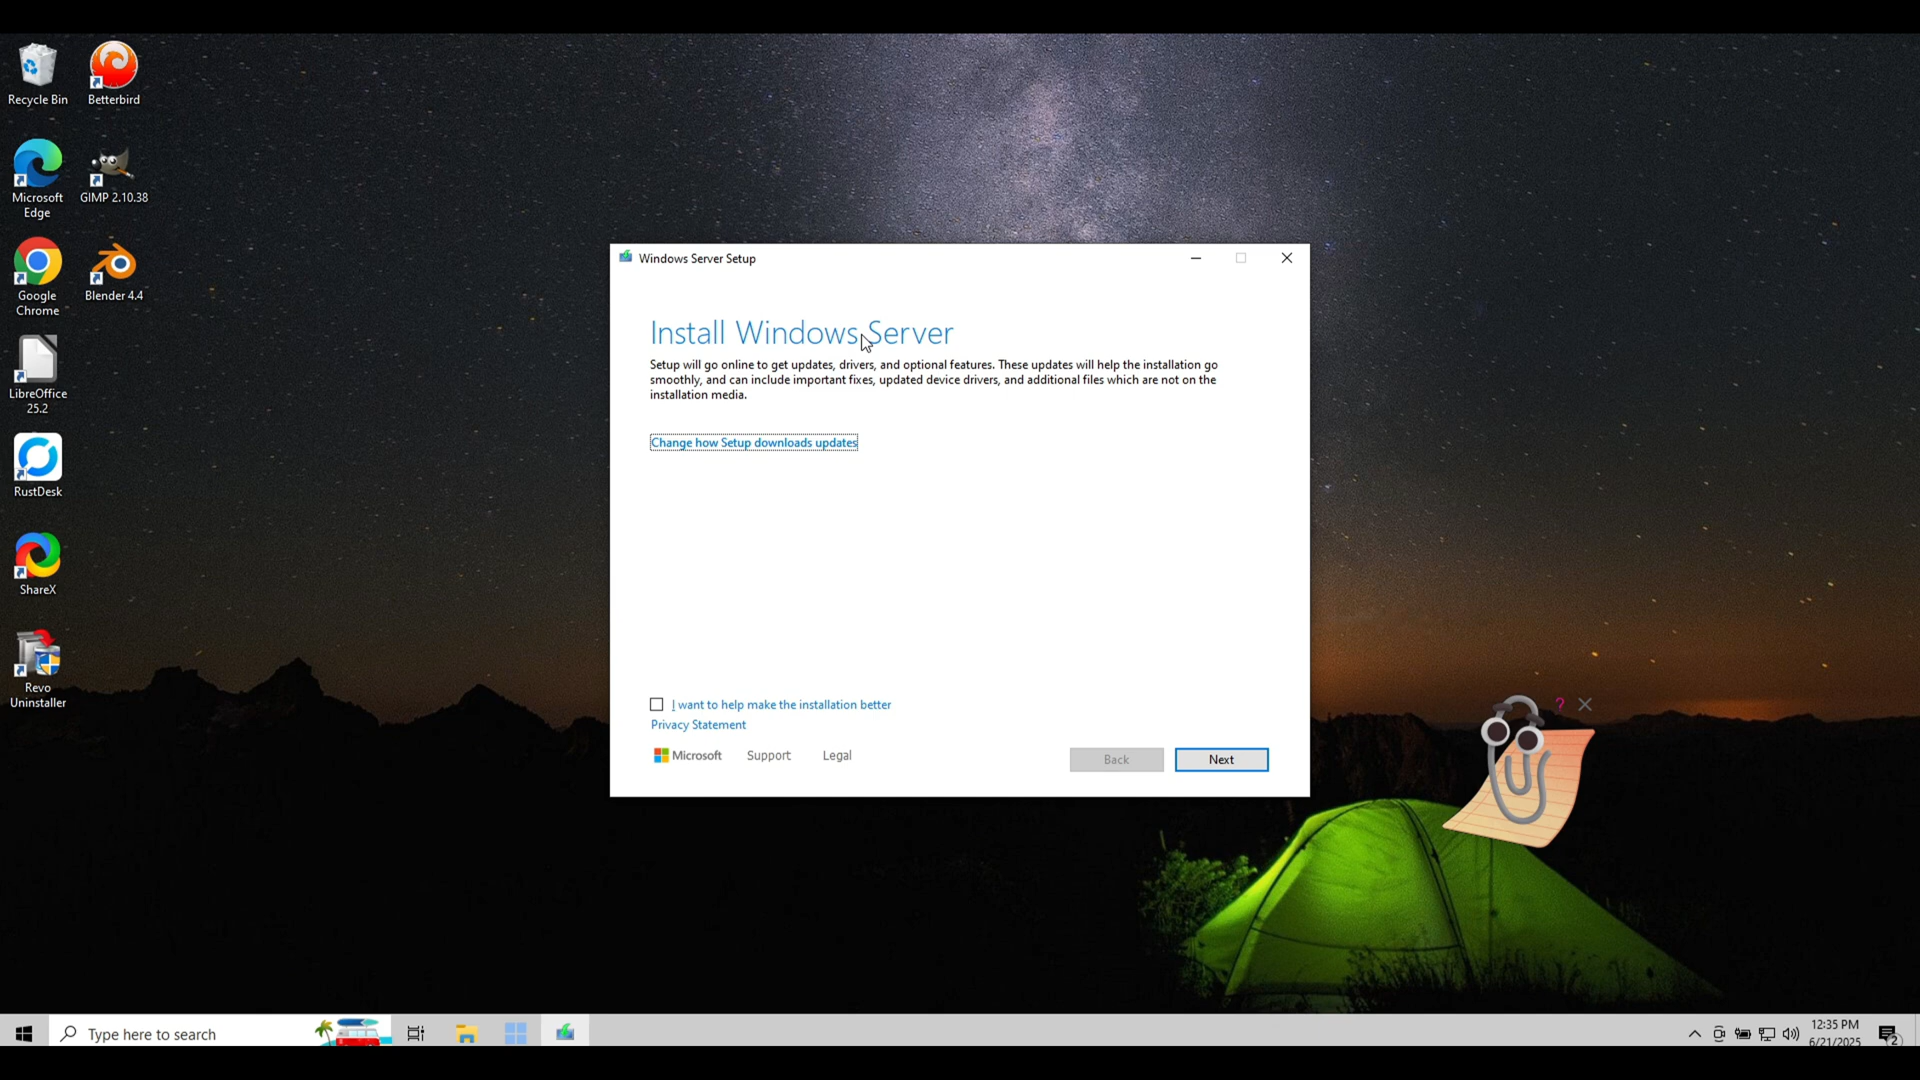 Recycle Bin
Betterbird
Microsoft
Edge
GIMP 2.10.38
Google
Chrome
Blender 4.4
LibreOffice
25.2
RustDesk
ShareX
Revo
Uninstaller
Windows Server Setup
Install Windows Server
Setup will go online to get updates, drivers, and optional features. These updates will help the installation go
smoothly, and can include important fixes, updated device drivers, and additional files which are not on the
installation media.
Change how Setup downloads updates
I want to help make the installation better
Privacy Statement
Microsoft
Support
Legal
Back
Next
?
Type here to search
12:35 PM
6/21/2025
2